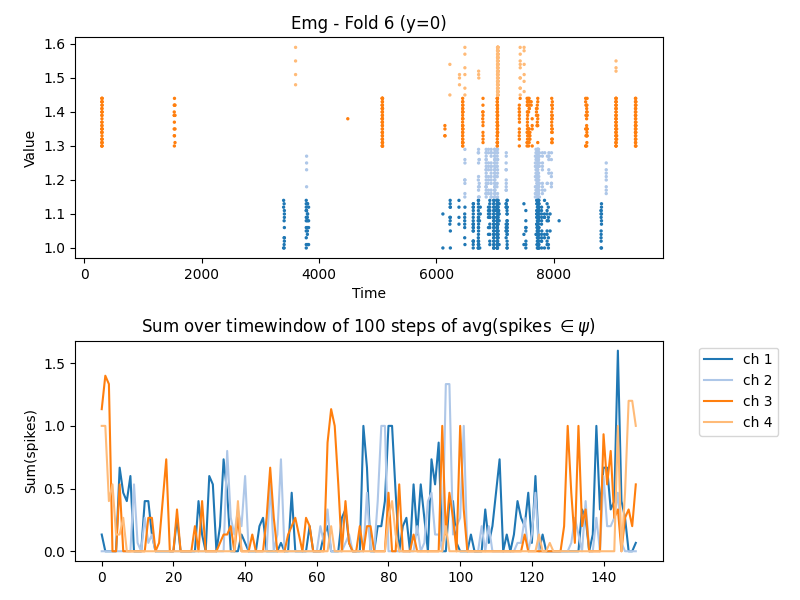 Emg - Fold 6 (y=0)
1.6
1.5
1.4
1.3
1.2
1.1
1.0
Value
0 2000 4000 6000 8000
Time
Sum over timewindow of 100 steps of avg(spikes ∈ψ)
1.5
1.0
0.5
0.0
Sum(spikes)
0 20 40 60 80 100 120 140
ch 1
ch 2
ch 3
ch 4